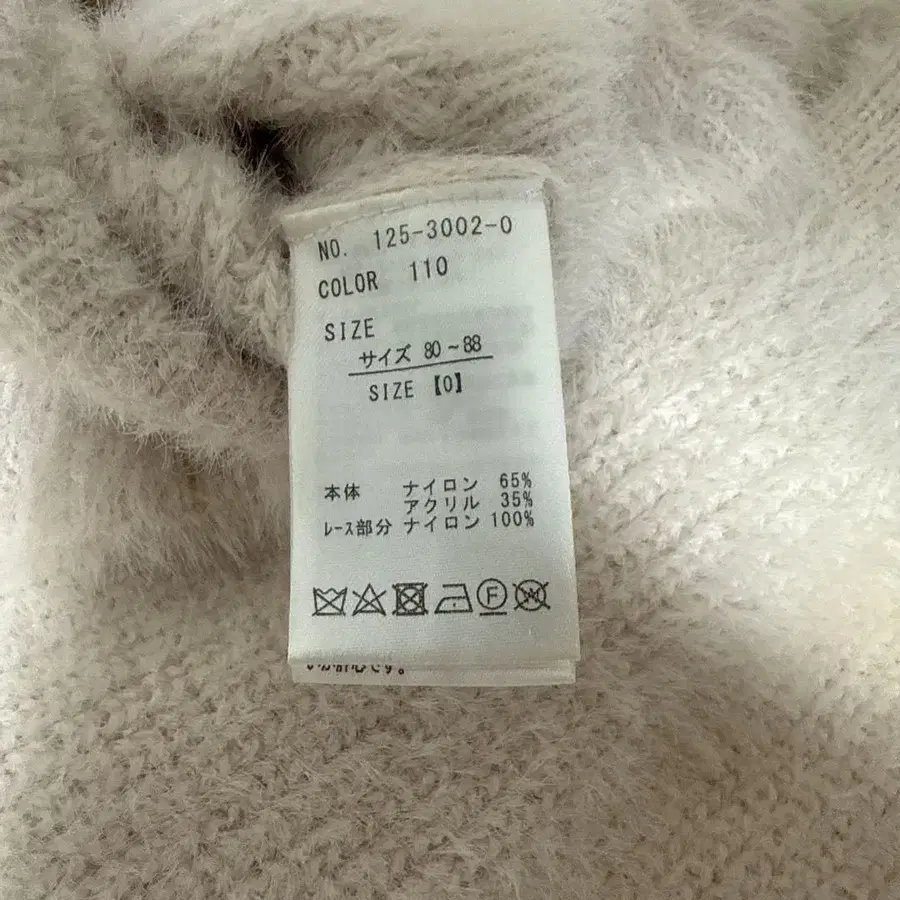 NO. 125-3002-0
COLOR 110
SIZE
サイズ 80～88
SIZE 【0】
本体 ナイロン 65%
アクリル 35%
レース部分 ナイロン 100%
F
W